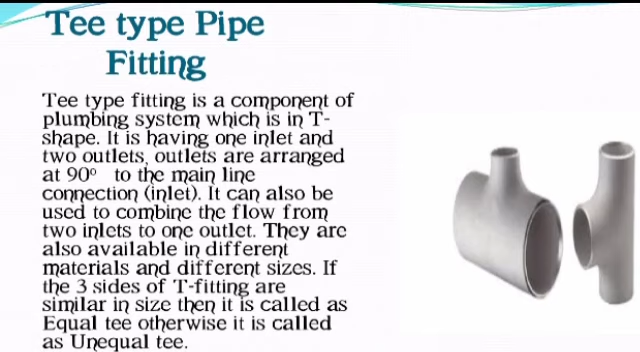 Tee type Pipe
Fitting
Tee type fitting is a component of
plumbing system which is in T-
shape. It is having one inlet and
two outlets, outlets are arranged
at 90° to the main line
connection (inlet). It can also be
used to combine the flow from
two inlets to one outlet. They are
also available in different
materials and different sizes. If
the 3 sides of T-fitting are
similar in size then it is called as
Equal tee otherwise it is called
as Unequal tee.